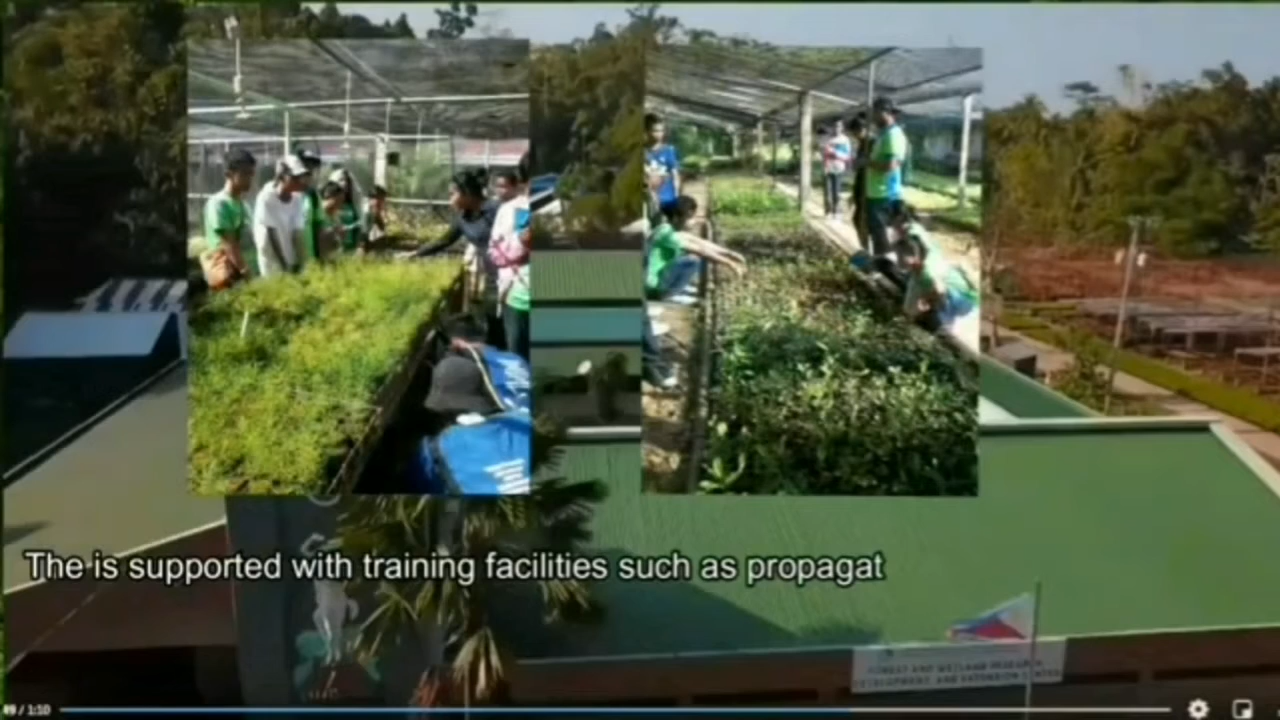 The is supported with training facilities such as propagat
FOREST AND WETLAND RESEARCH
DEVELOPMENT AND EXTENSION CENTER
49 / 1:10